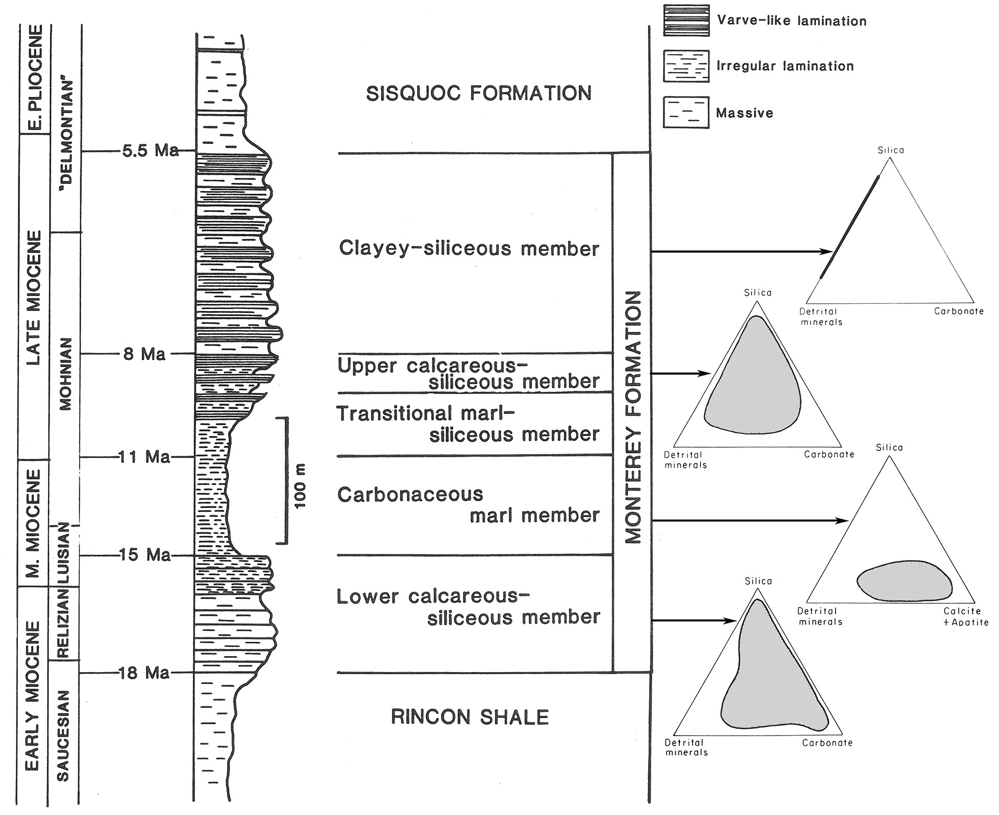 E. PLIOCENE
LATE MIOCENE
M. MIOCENE
EARLY MIOCENE
"DELMONTIAN"
MOHNIAN
LUISIAN
RELIZIAN
SAUCESIAN
5.5 Ma
8 Ma
11 Ma
15 Ma
18 Ma
100 m
SISQUOC FORMATION
Clayey-siliceous member
Upper calcareous-
siliceous member
Transitional marl-
siliceous member
Carbonaceous
marl member
Lower calcareous-
siliceous member
RINCON SHALE
MONTEREY FORMATION
Varve-like lamination
Irregular lamination
Massive
Silica
Detrital
minerals
Carbonate
Silica
Detrital
minerals
Carbonate
Silica
Detrital
minerals
Calcite
+ Apatite
Silica
Detrital
minerals
Carbonate